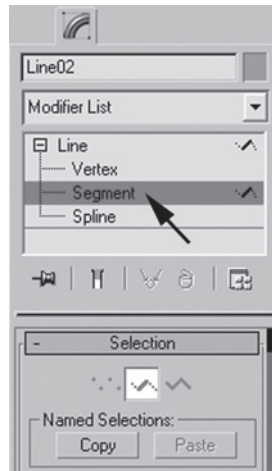 Line02
Modifier List
Line
Vertex
Segment
Spline
- Selection
Named Selections:
Copy Paste